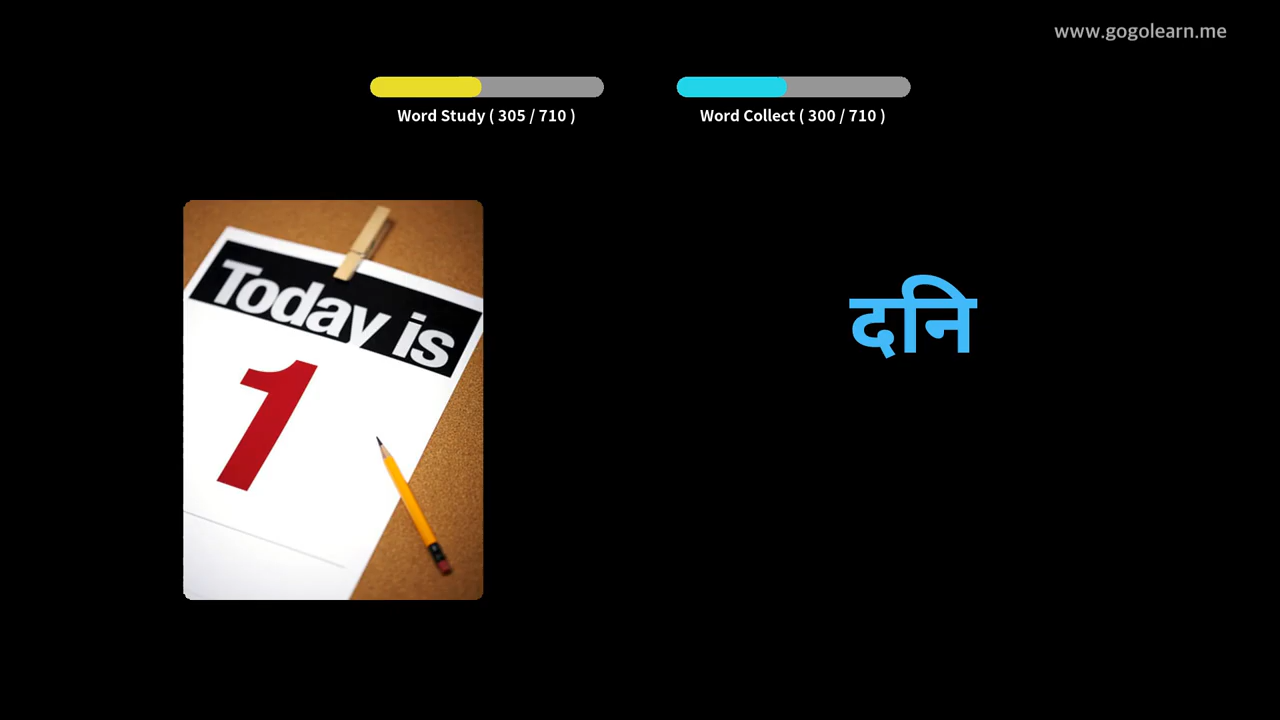 www.gogolearn.me
Word Study ( 305 / 710 )
Word Collect ( 300 / 710 )
Today is
1
दनि